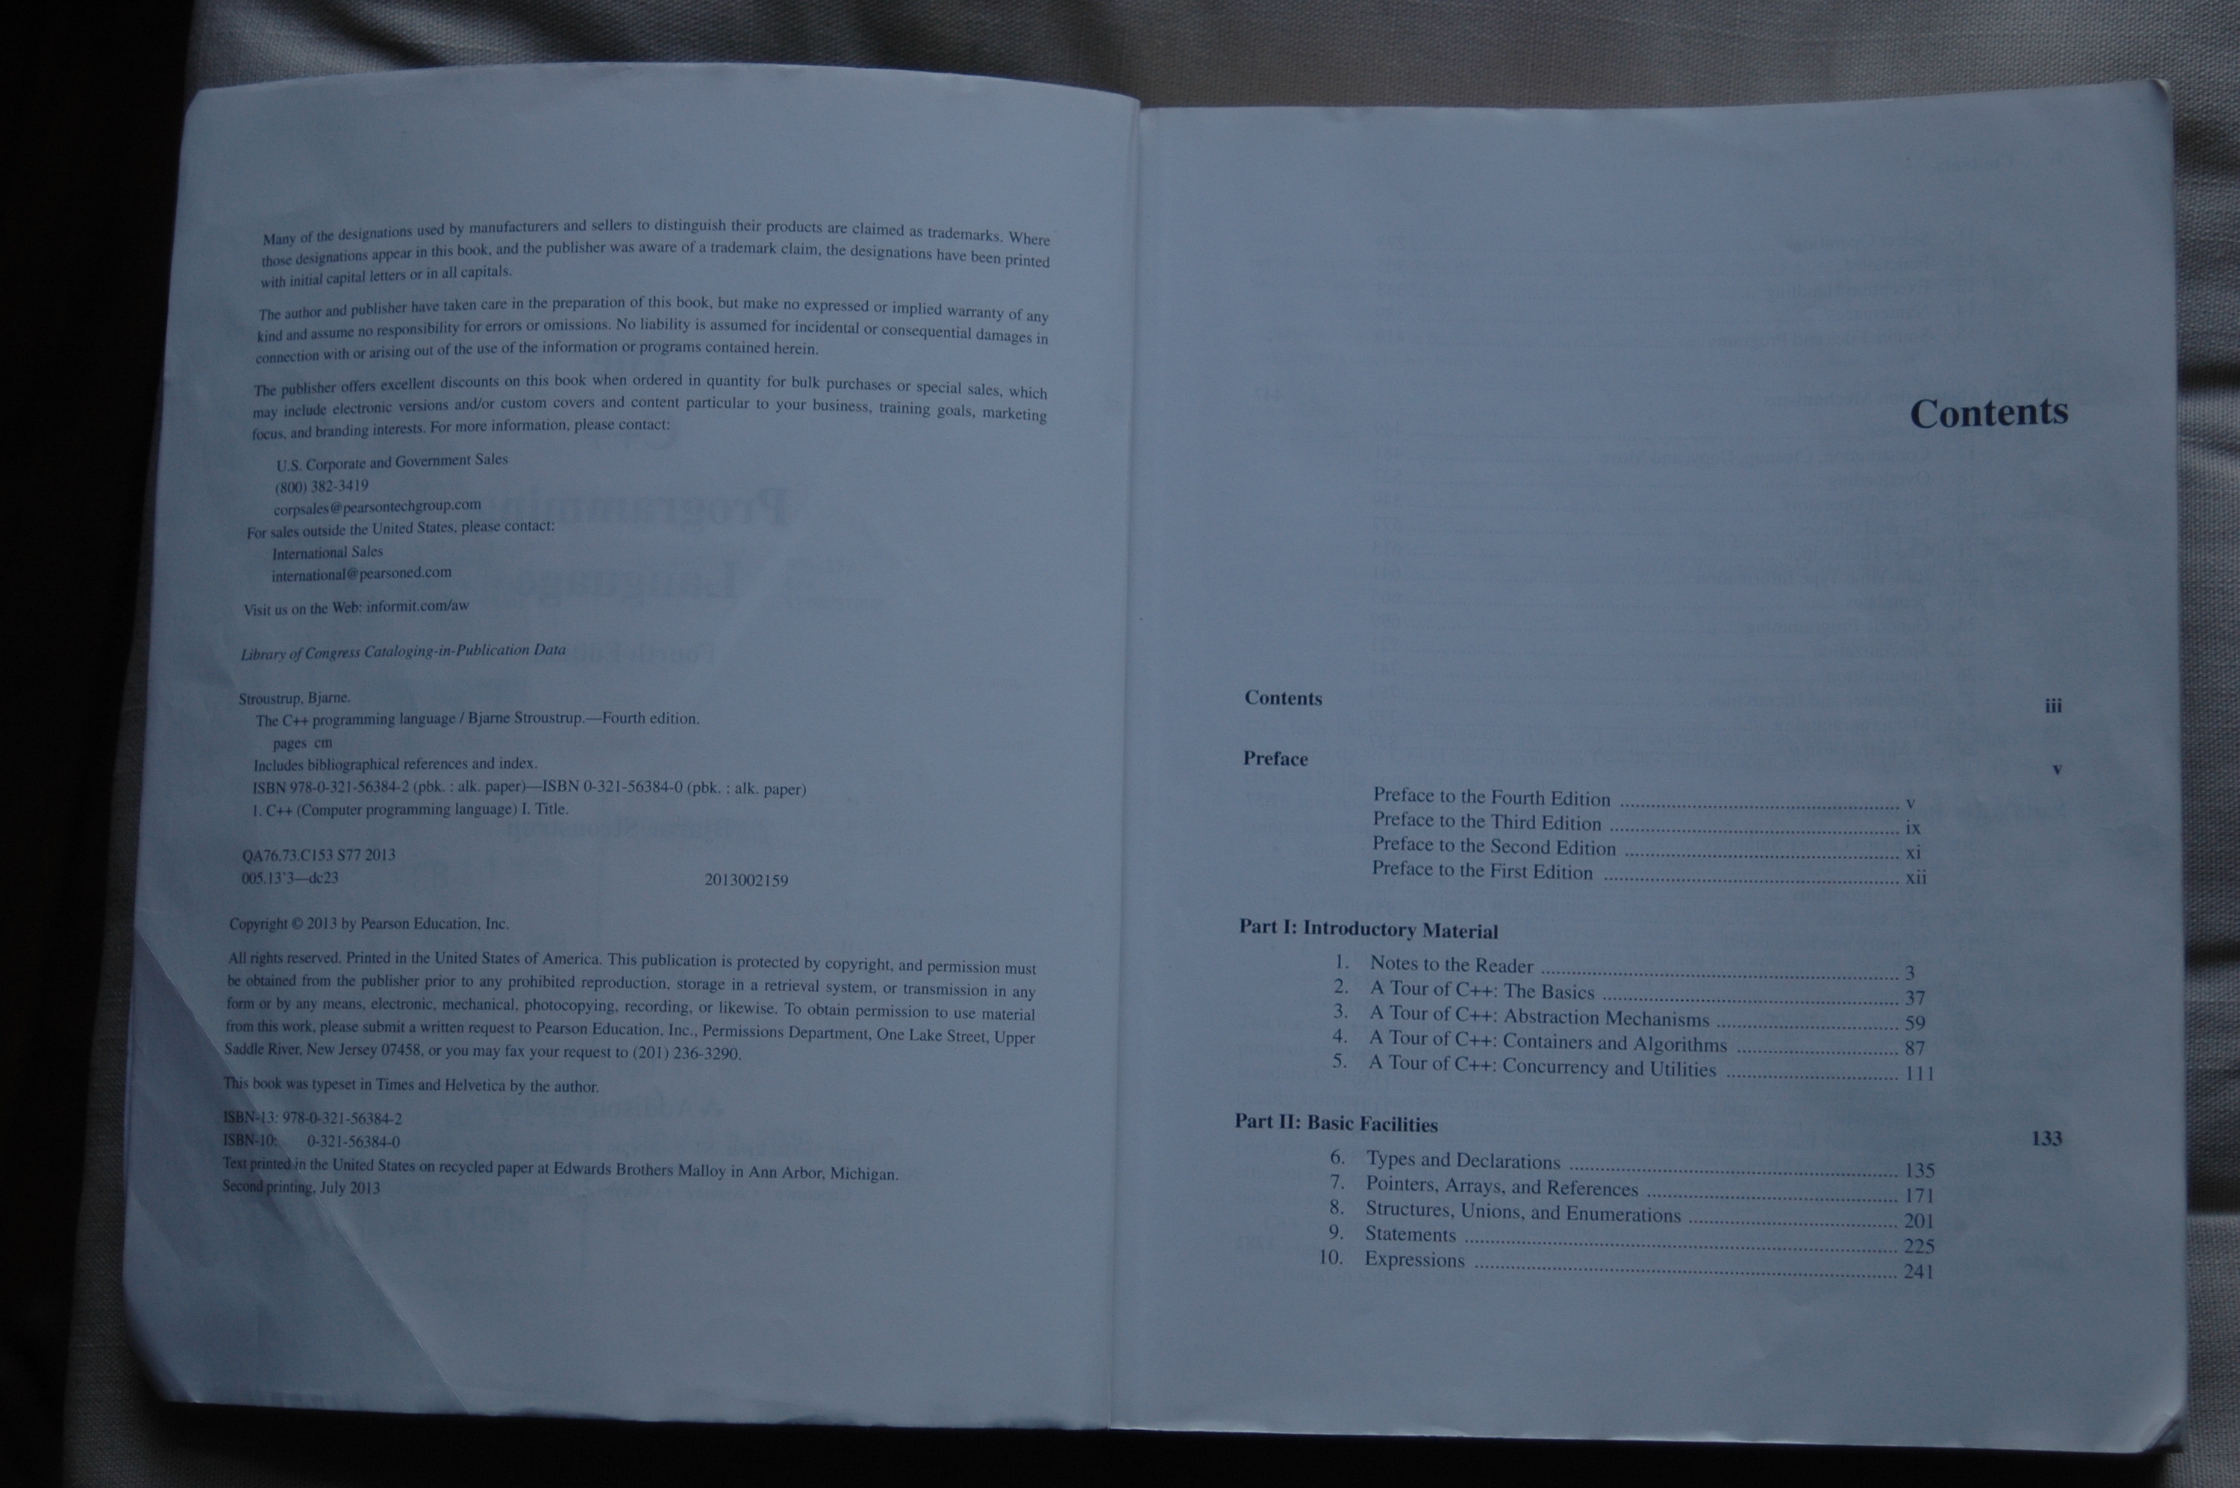 Many of the designations used by manufacturers and sellers to distinguish their products are claimed as trademarks. Where
those designations appear in this book, and the publisher was aware of a trademark claim, the designations have been printed
with initial capital letters or in all capitals.
The author and publisher have taken care in the preparation of this book, but make no expressed or implied warranty of any
kind and assume no responsibility for errors or omissions. No liability is assumed for incidental or consequential damages in
connection with or arising out of the use of the information or programs contained herein.
The publisher offers excellent discounts on this book when ordered in quantity for bulk purchases or special sales, which
may include electronic versions and/or custom covers and content particular to your business, training goals, marketing
focus, and branding interests. For more information, please contact:
U.S. Corporate and Government Sales
(800) 382-3419
corpsales@pearsontechgroup.com
For sales outside the United States, please contact:
International Sales
international@pearsoned.com
Visit us on the Web: informit.com/aw
Library of Congress Cataloging-in-Publication Data
Stroustrup, Bjarne.
The C++ programming language / Bjarne Stroustrup.—Fourth edition.
pages cm
Includes bibliographical references and index.
ISBN 978-0-321-56384-2 (pbk. : alk. paper)—ISBN 0-321-56384-0 (pbk. : alk. paper)
1. C++ (Computer programming language) I. Title.
QA76.73.C153 S77 2013
005.13'3—dc23 2013002159
Copyright © 2013 by Pearson Education, Inc.
All rights reserved. Printed in the United States of America. This publication is protected by copyright, and permission must
be obtained from the publisher prior to any prohibited reproduction, storage in a retrieval system, or transmission in any
form or by any means, electronic, mechanical, photocopying, recording, or likewise. To obtain permission to use material
from this work, please submit a written request to Pearson Education, Inc., Permissions Department, One Lake Street, Upper
Saddle River, New Jersey 07458, or you may fax your request to (201) 236-3290.
This book was typeset in Times and Helvetica by the author.
ISBN-13: 978-0-321-56384-2
ISBN-10: 0-321-56384-0
Text printed in the United States on recycled paper at Edwards Brothers Malloy in Ann Arbor, Michigan.
Second printing, July 2013
Contents
Contents iii
Preface v
Preface to the Fourth Edition ........ v
Preface to the Third Edition ........ ix
Preface to the Second Edition ........ xi
Preface to the First Edition ........ xii
Part I: Introductory Material
1. Notes to the Reader ........ 3
2. A Tour of C++: The Basics ........ 37
3. A Tour of C++: Abstraction Mechanisms ........ 59
4. A Tour of C++: Containers and Algorithms ........ 87
5. A Tour of C++: Concurrency and Utilities ........ 111
Part II: Basic Facilities 133
6. Types and Declarations ........ 135
7. Pointers, Arrays, and References ........ 171
8. Structures, Unions, and Enumerations ........ 201
9. Statements ........ 225
10. Expressions ........ 241